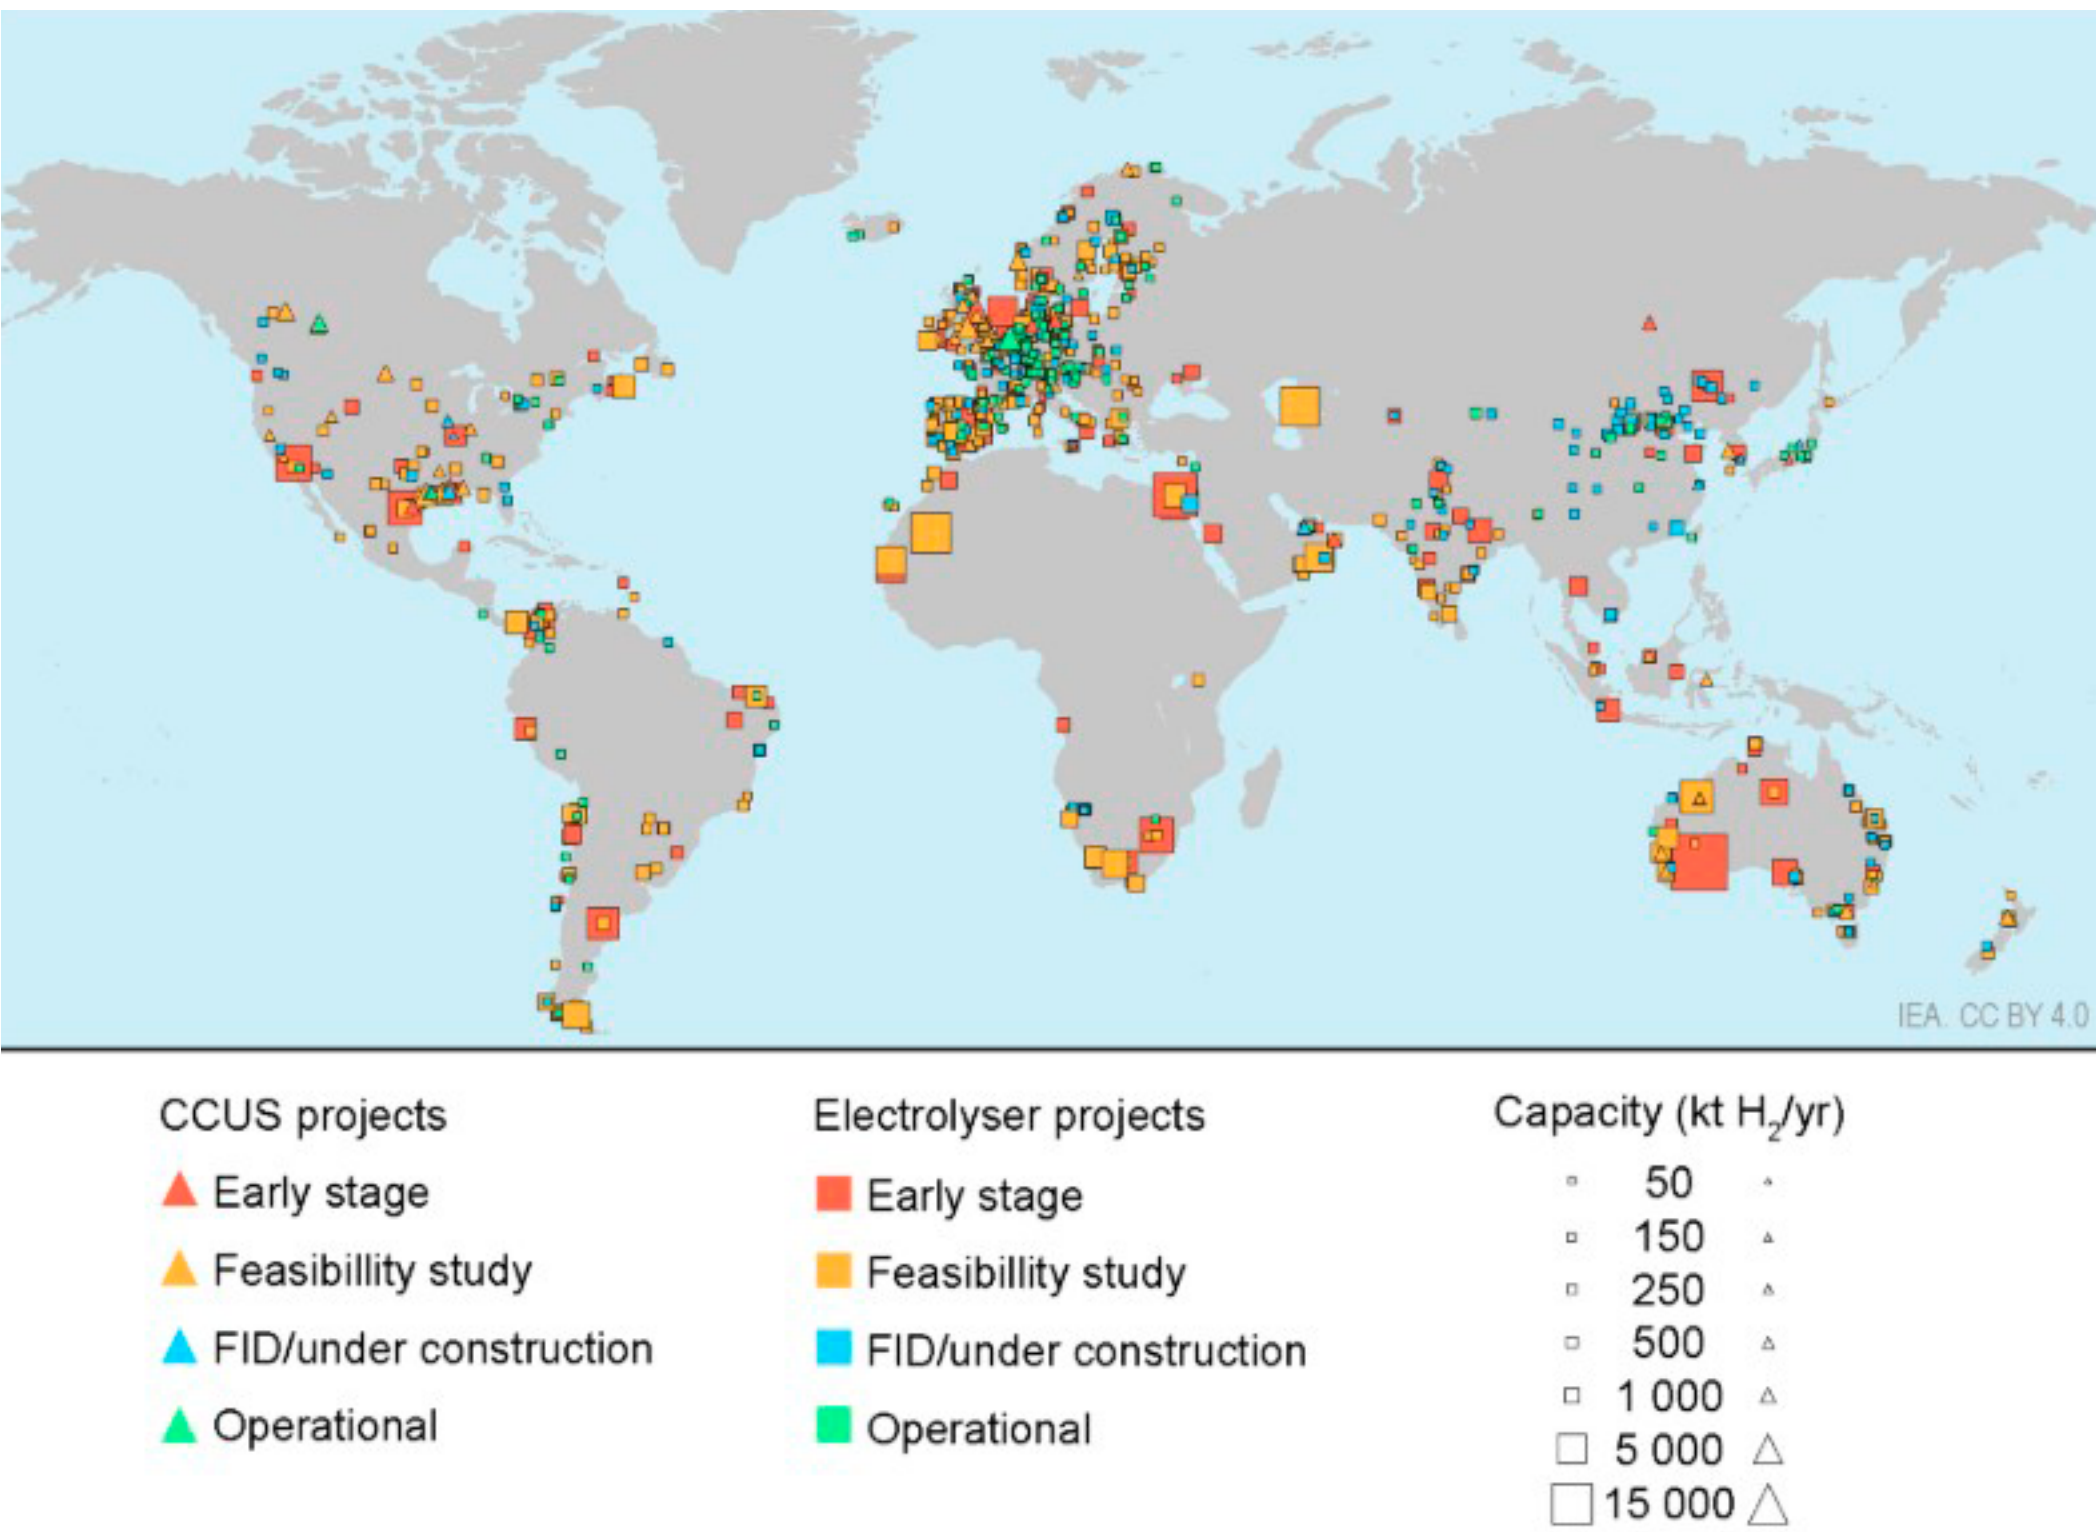 IEA. CC BY 4.0
CCUS projects
Early stage
Feasibillity study
FID/under construction
Operational
Electrolyser projects
Early stage
Feasibillity study
FID/under construction
Operational
Capacity (kt H₂/yr)
50
150
250
500
1 000
5 000
15 000